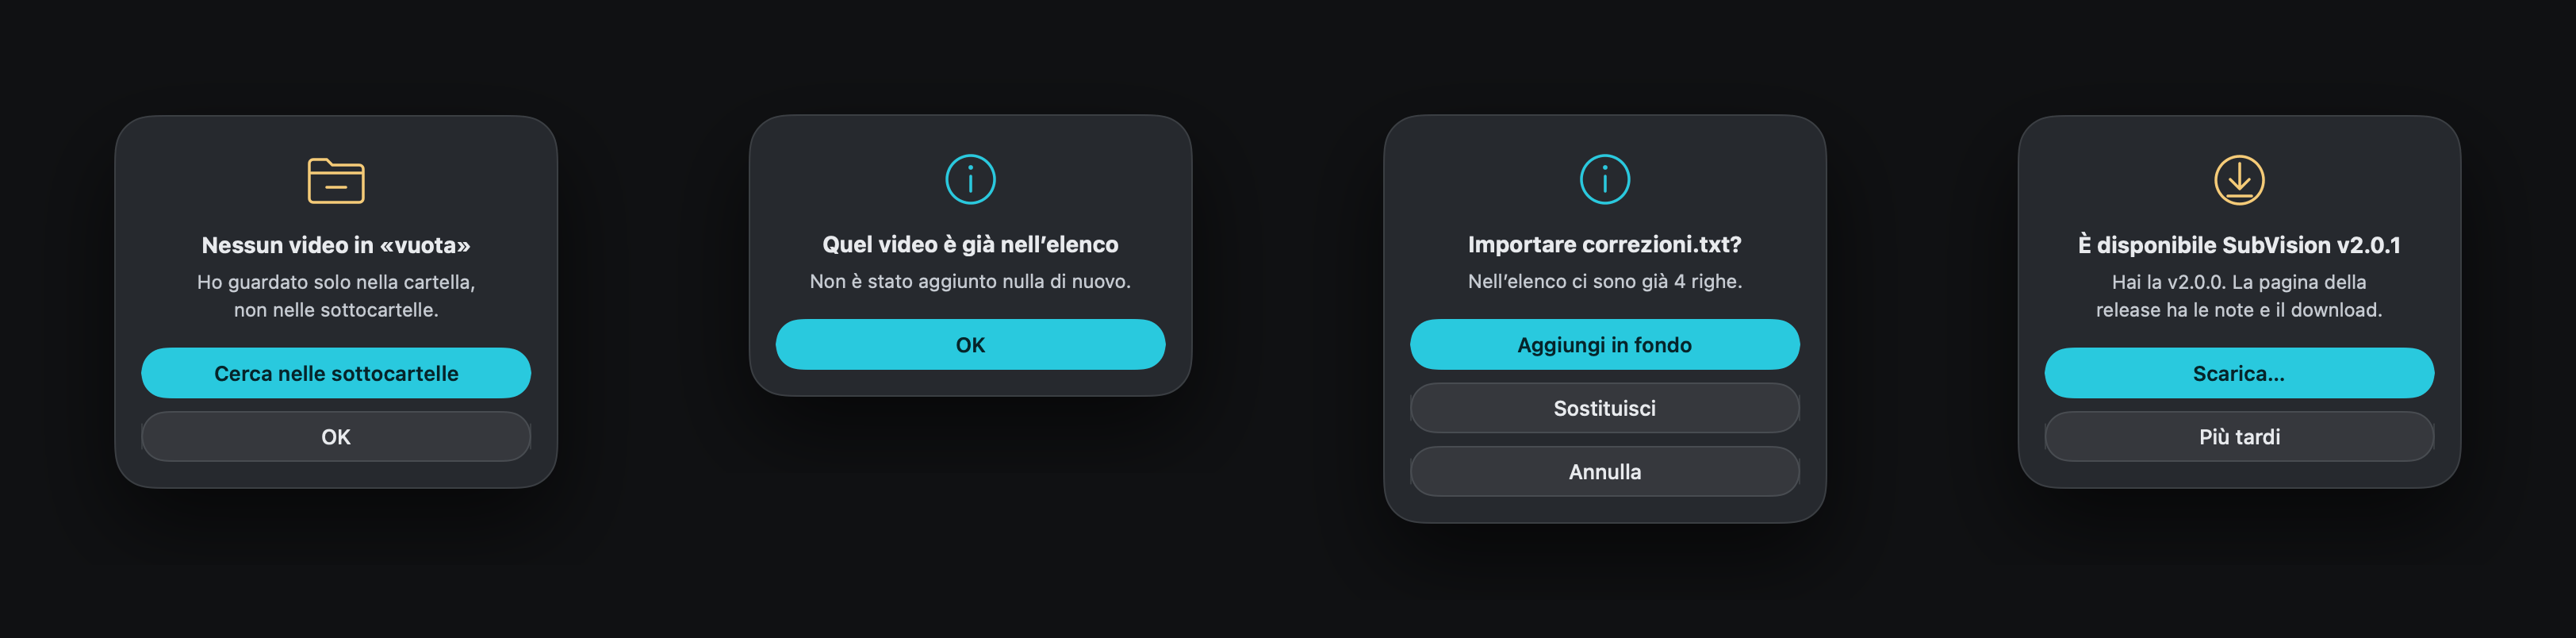 Nessun video in «vuota»
Ho guardato solo nella cartella,
non nelle sottocartelle.
Cerca nelle sottocartelle
OK
Quel video è già nell’elenco
Non è stato aggiunto nulla di nuovo.
OK
Importare correzioni.txt?
Nell’elenco ci sono già 4 righe.
Aggiungi in fondo
Sostituisci
Annulla
È disponibile SubVision v2.0.1
Hai la v2.0.0. La pagina della
release ha le note e il download.
Scarica…
Più tardi